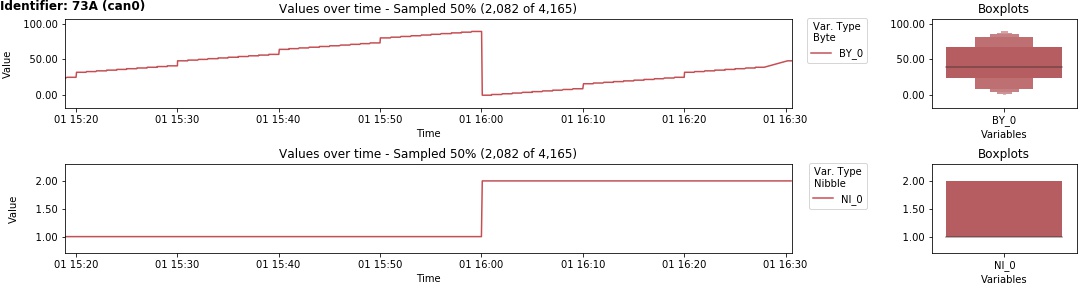 Identifier: 73A (can0)
Values over time - Sampled 50% (2,082 of 4,165)
Boxplots
100.00
50.00
0.00
Value
Var. Type
Byte
BY_0
100.00
50.00
0.00
01 15:20 01 15:30 01 15:40 01 15:50 01 16:00 01 16:10 01 16:20 01 16:30
BY_0
Time
Variables
Values over time - Sampled 50% (2,082 of 4,165)
Boxplots
2.00
1.50
1.00
Value
Var. Type
Nibble
NI_0
2.00
1.50
1.00
01 15:20 01 15:30 01 15:40 01 15:50 01 16:00 01 16:10 01 16:20 01 16:30
NI_0
Time
Variables